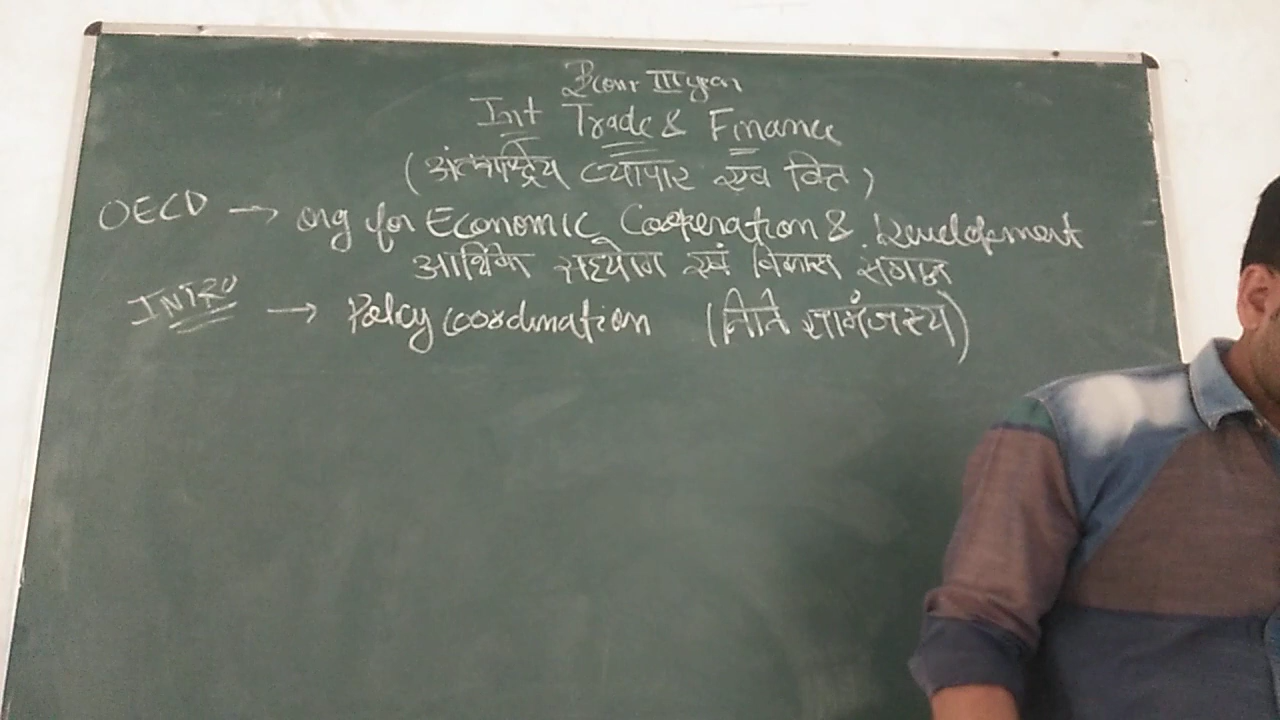 Bcom III year
Int Trade & Finance
(अंतर्राष्ट्रीय व्यापार एवं वित्त)
OECD → org for Economic Cooperation & Development
आर्थिक सहयोग एवं विकास संगठन
INTRO → Policy coordination (नीति सामंजस्य)